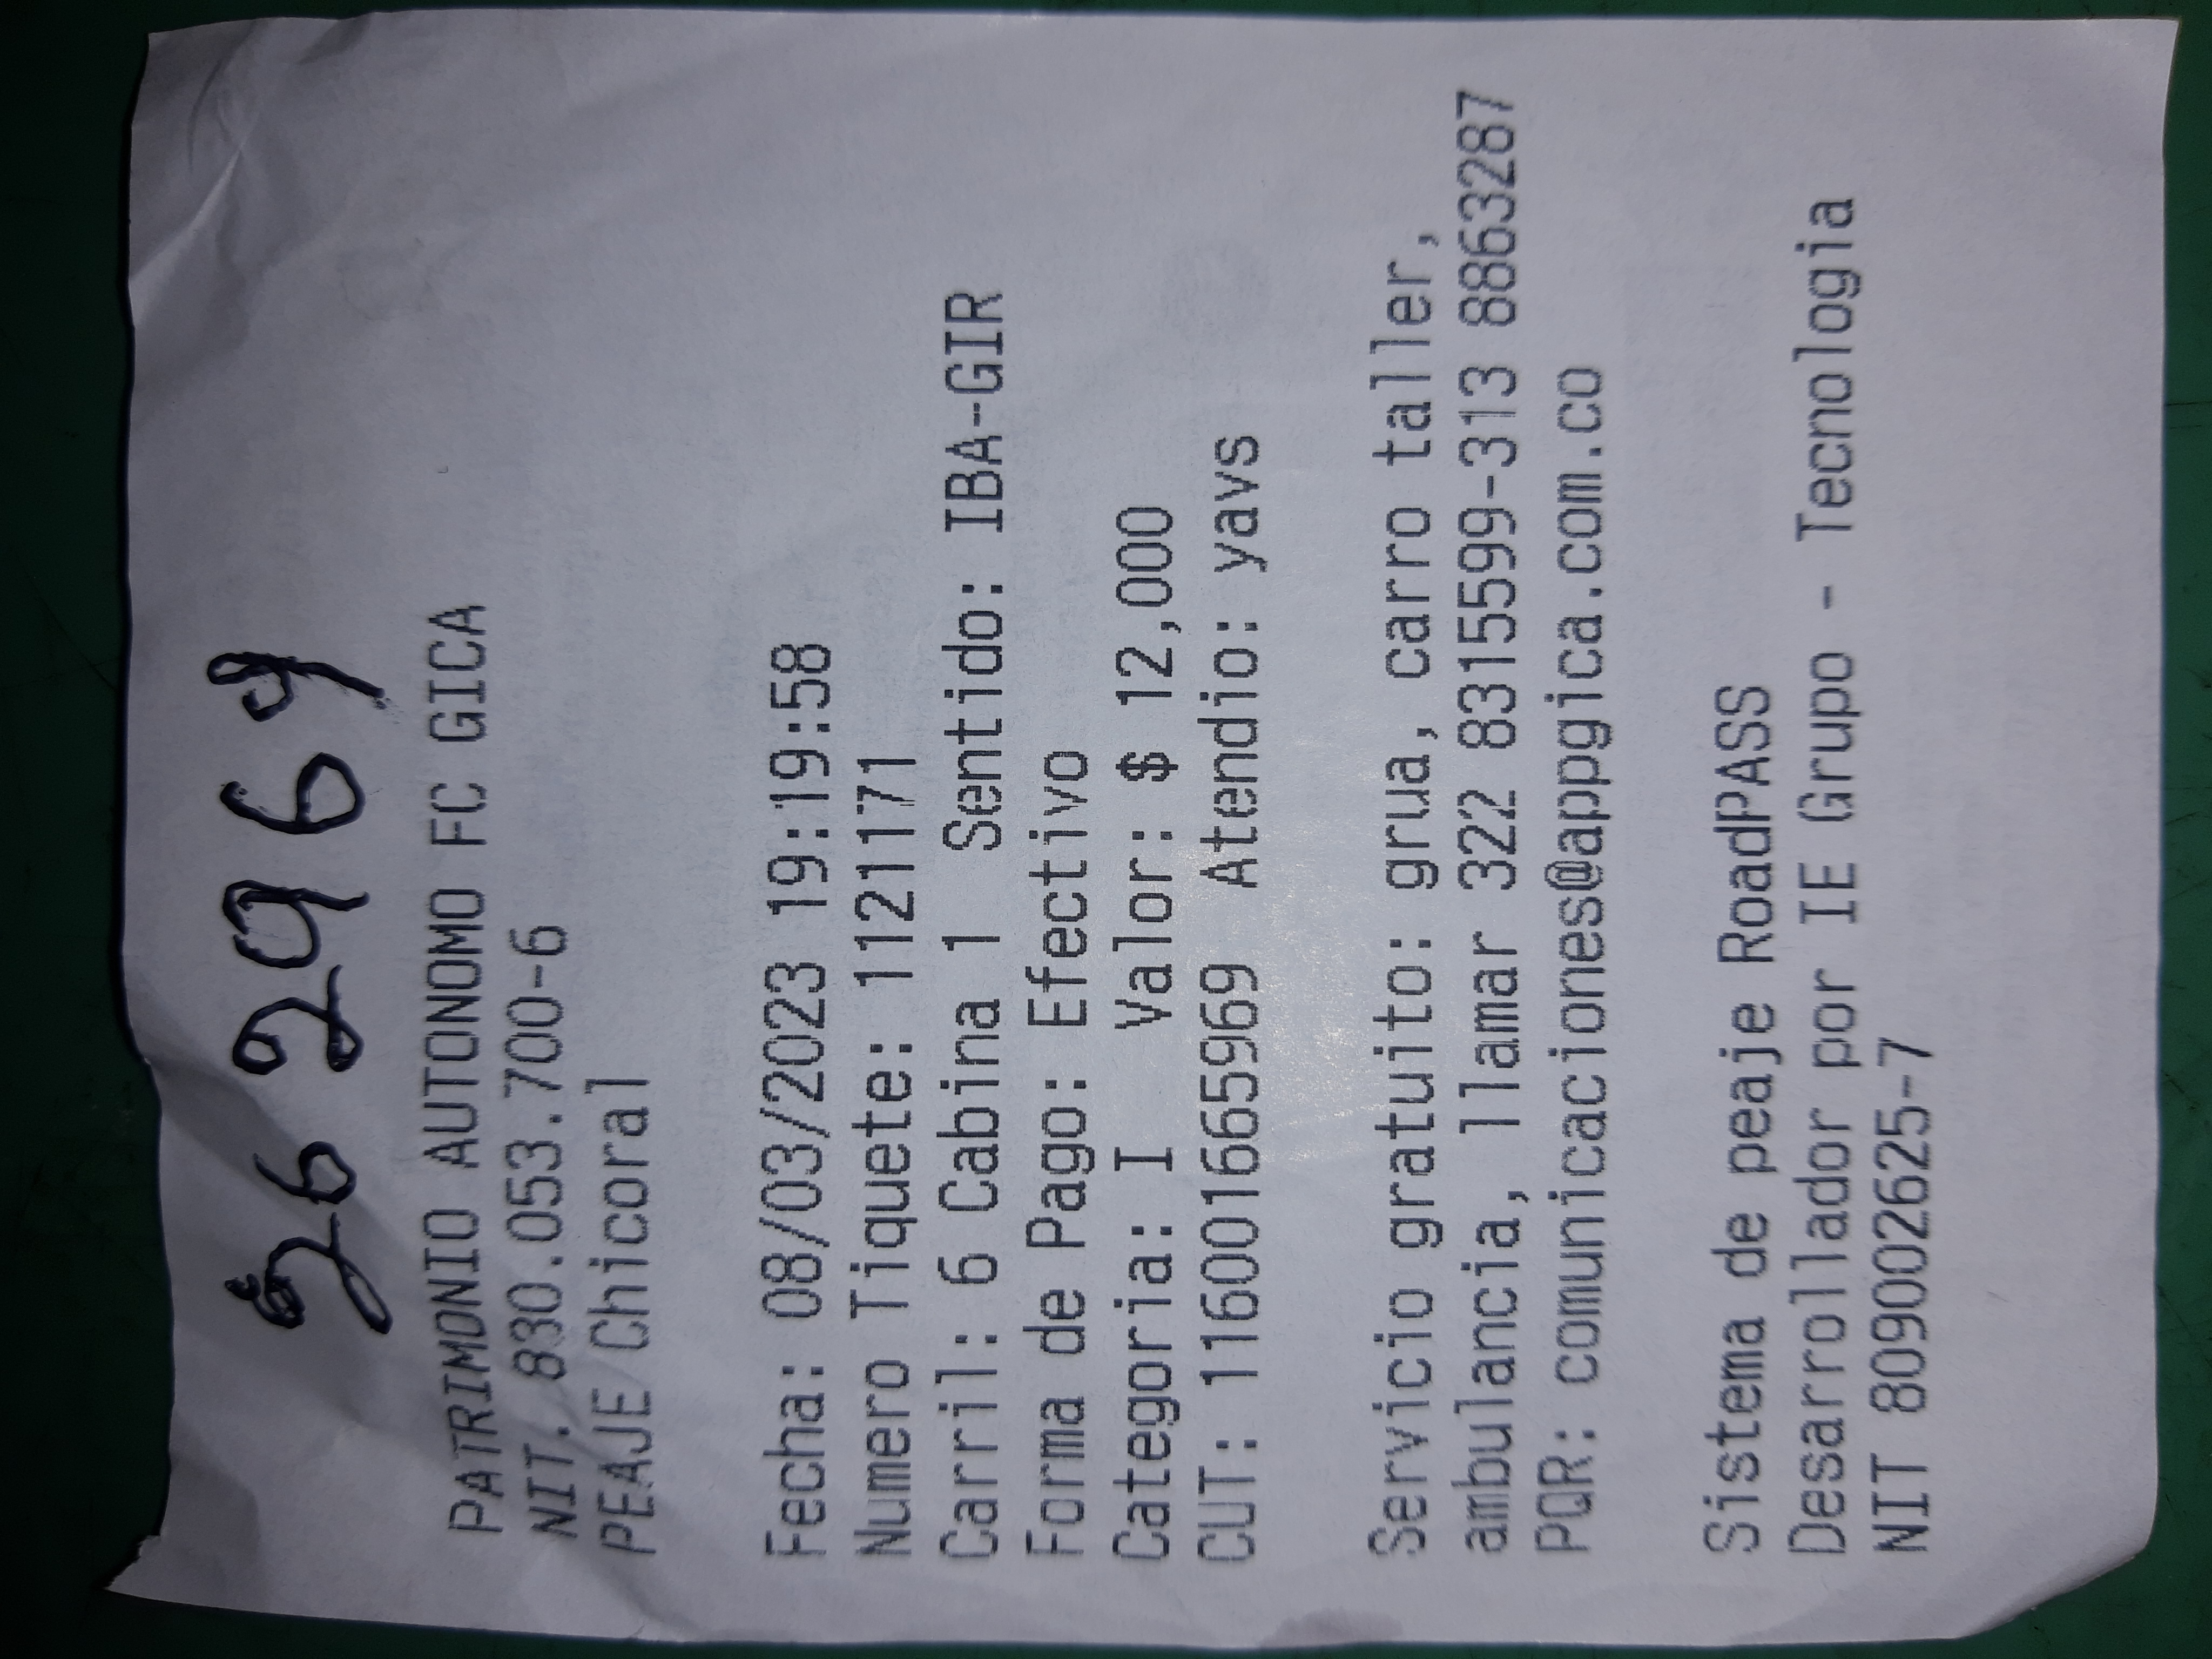 PATRIMONIO AUTONOMO FC GICA
NIT. 830.053.700-6
PEAJE Chicoral
Fecha: 08/03/2023 19:19:58
Numero Tiquete: 1121171
Carril: 6 Cabina 1 Sentido: IBA-GIR
Forma de Pago: Efectivo
Categoria: I Valor: $ 12,000
CUT: 1160016659969 Atendio: yavs
Servicio gratuito: grua, carro taller,
ambulancia, llamar 322 8315599-313 8863287
PQR: comunicaciones@appgica.com.co
Sistema de peaje RoadPASS
Desarrollador por IE Grupo - Tecnologia
NIT 809002625-7